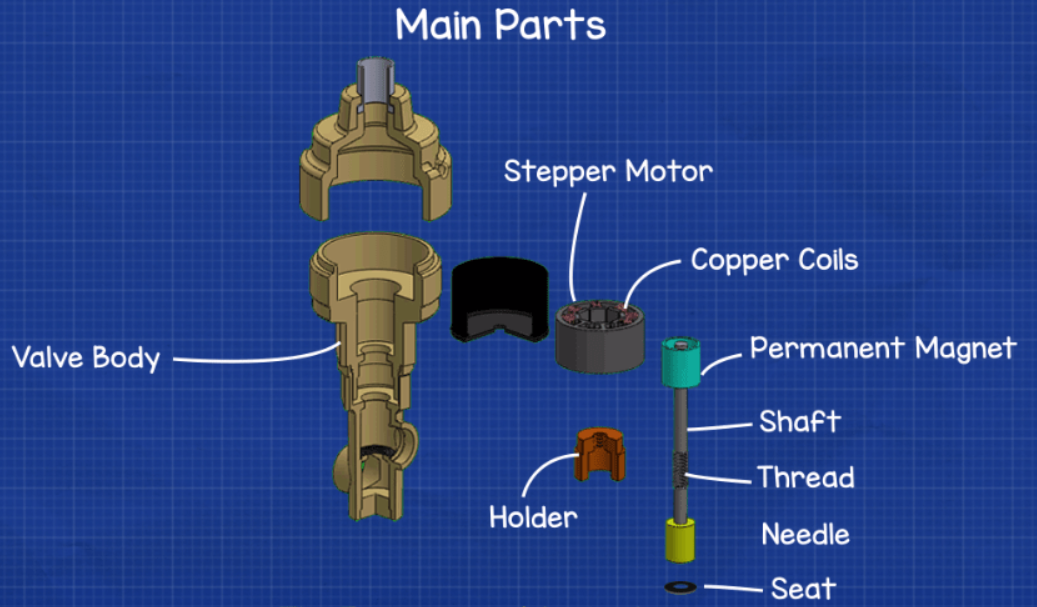 Main Parts
Stepper Motor
Copper Coils
Valve Body
Permanent Magnet
Shaft
Thread
Holder
Needle
Seat